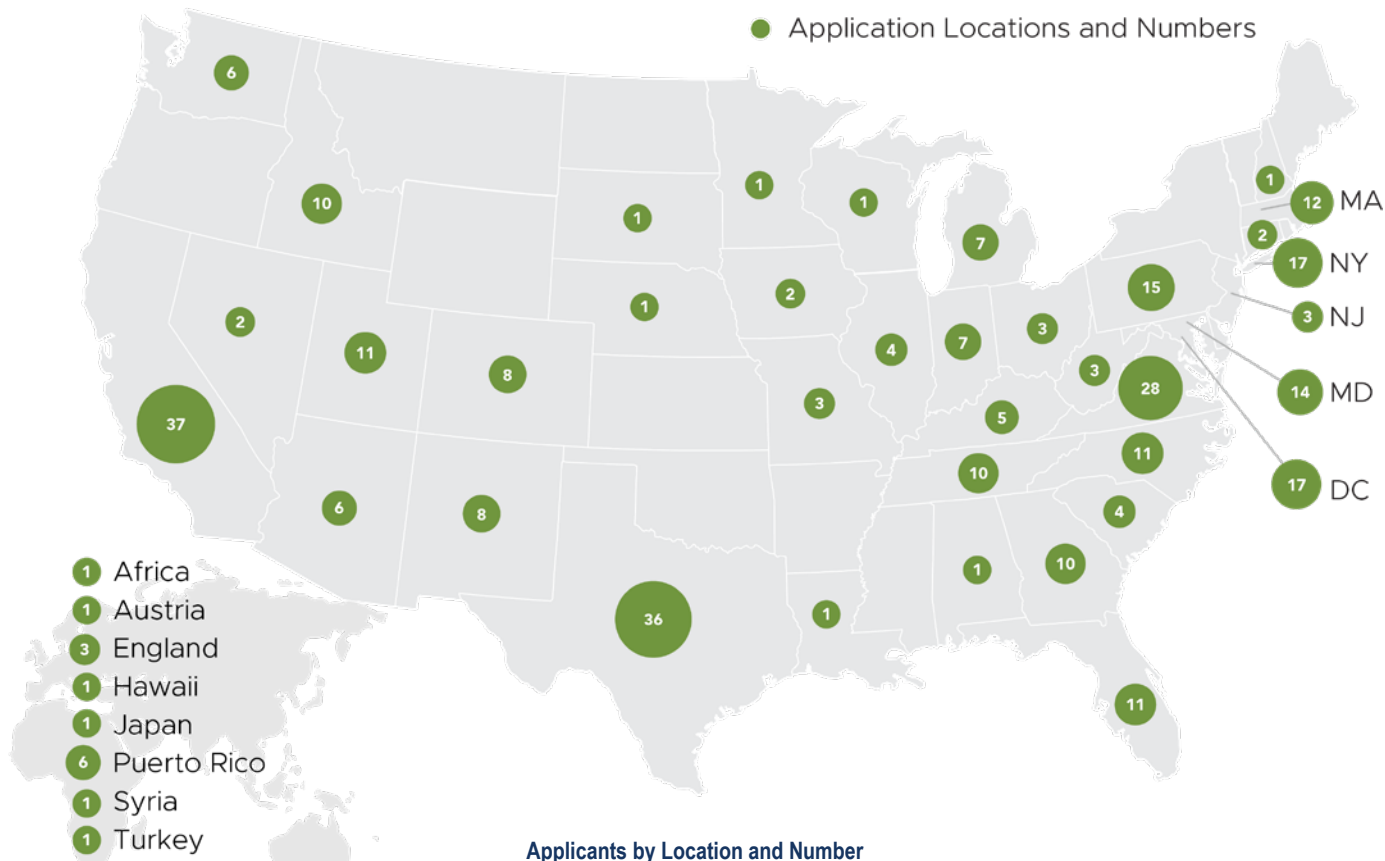 Application Locations and Numbers
6
10
1
1
1
7
1
12 MA
2
17 NY
15
3 NJ
2
1
2
11
8
4
7
3
3
28
14 MD
37
3
5
11
17 DC
10
6
8
4
1
10
36
1
11
1 Africa
1 Austria
3 England
1 Hawaii
1 Japan
6 Puerto Rico
1 Syria
1 Turkey
Applicants by Location and Number